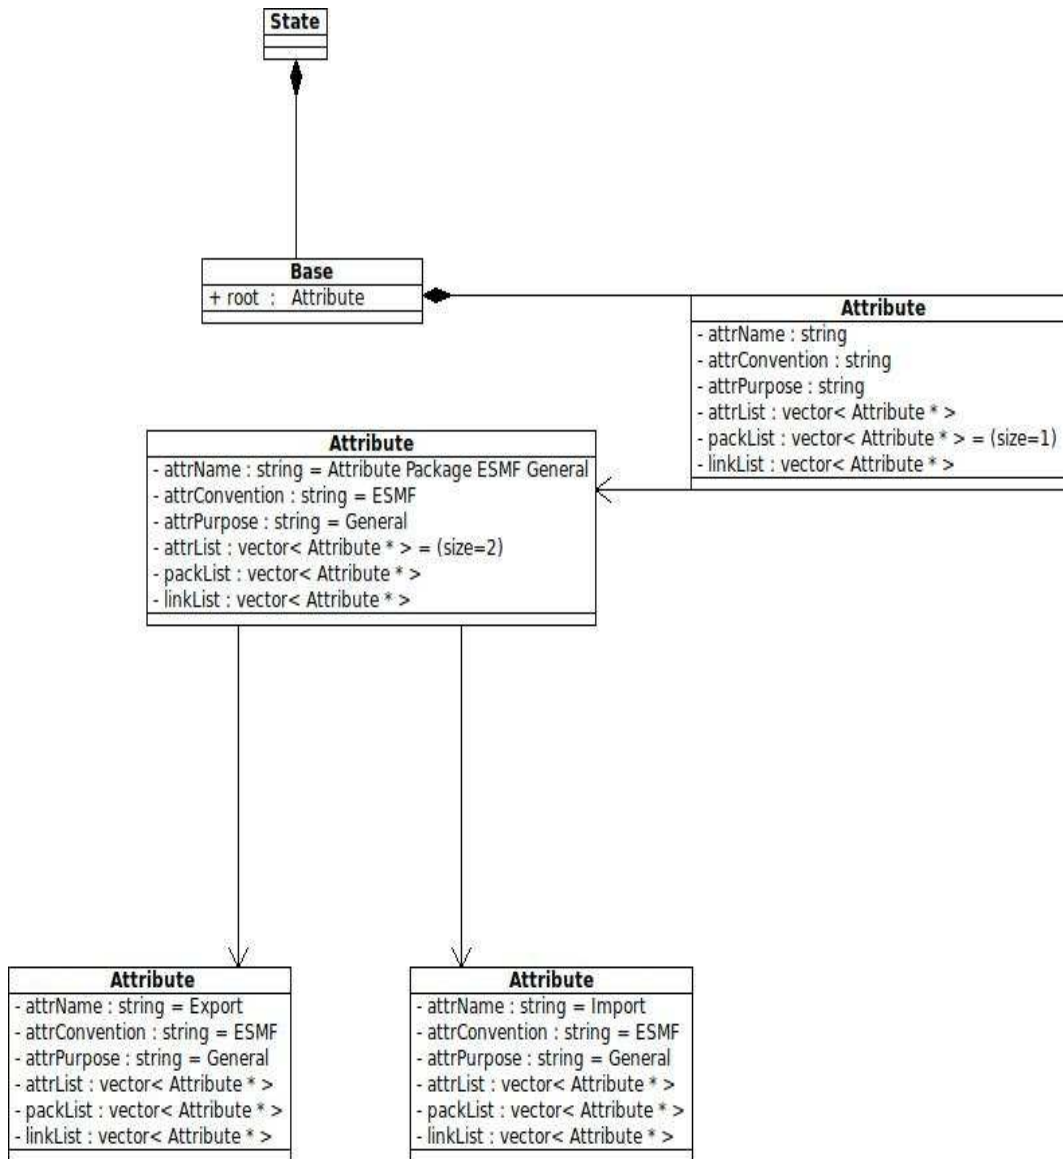 State
Base
+ root : Attribute
Attribute
- attrName : string
- attrConvention : string
- attrPurpose : string
- attrList : vector< Attribute * >
- packList : vector< Attribute * > = (size=1)
- linkList : vector< Attribute * >
Attribute
- attrName : string = Attribute Package ESMF General
- attrConvention : string = ESMF
- attrPurpose : string = General
- attrList : vector< Attribute * > = (size=2)
- packList : vector< Attribute * >
- linkList : vector< Attribute * >
Attribute
- attrName : string = Export
- attrConvention : string = ESMF
- attrPurpose : string = General
- attrList : vector< Attribute * >
- packList : vector< Attribute * >
- linkList : vector< Attribute * >
Attribute
- attrName : string = Import
- attrConvention : string = ESMF
- attrPurpose : string = General
- attrList : vector< Attribute * >
- packList : vector< Attribute * >
- linkList : vector< Attribute * >